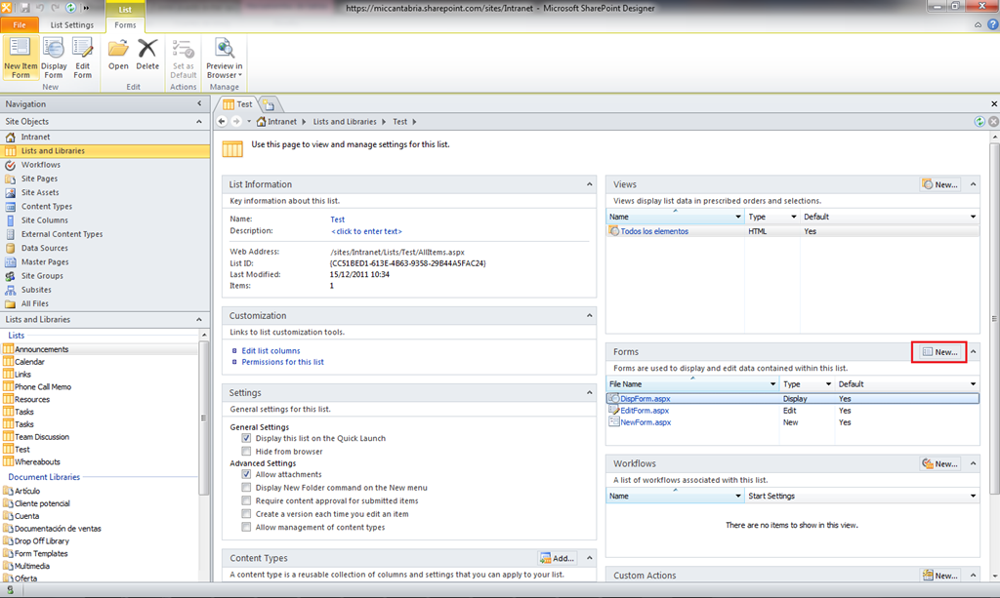 https://miccantabria.sharepoint.com/sites/Intranet - Microsoft SharePoint Designer
List
File List Settings Forms
New Item Form
Display Form
Edit Form
Open
Delete
Set as Default
Preview in Browser
New Edit Actions Manage
Navigation
Site Objects
Intranet
Lists and Libraries
Workflows
Site Pages
Site Assets
Content Types
Site Columns
External Content Types
Data Sources
Master Pages
Site Groups
Subsites
All Files
Lists and Libraries
Lists
Announcements
Calendar
Links
Phone Call Memo
Resources
Tasks
Tasks
Team Discussion
Test
Whereabouts
Document Libraries
Artículo
Cliente potencial
Cuenta
Documentación de ventas
Drop Off Library
Form Templates
Multimedia
Oferta
Test
Intranet Lists and Libraries Test
Use this page to view and manage settings for this list.
List Information
Key information about this list.
Name: Test
Description: <click to enter text>
Web Address: /sites/Intranet/Lists/Test/AllItems.aspx
List ID: {CC51BED1-613E-4B63-9358-29B44A5FAC24}
Last Modified: 15/12/2011 10:34
Items: 1
Customization
Links to list customization tools.
Edit list columns
Permissions for this list
Settings
General settings for this list.
General Settings
Display this list on the Quick Launch
Hide from browser
Advanced Settings
Allow attachments
Display New Folder command on the New menu
Require content approval for submitted items
Create a version each time you edit an item
Allow management of content types
Content Types Add...
A content type is a reusable collection of columns and settings that you can apply to your list.
Views New...
Views display list data in prescribed orders and selections.
Name Type Default
Todos los elementos HTML Yes
Forms New...
Forms are used to display and edit data contained within this list.
File Name Type Default
DispForm.aspx Display Yes
EditForm.aspx Edit Yes
NewForm.aspx New Yes
Workflows New...
A list of workflows associated with this list.
Name Start Settings
There are no items to show in this view.
Custom Actions New...